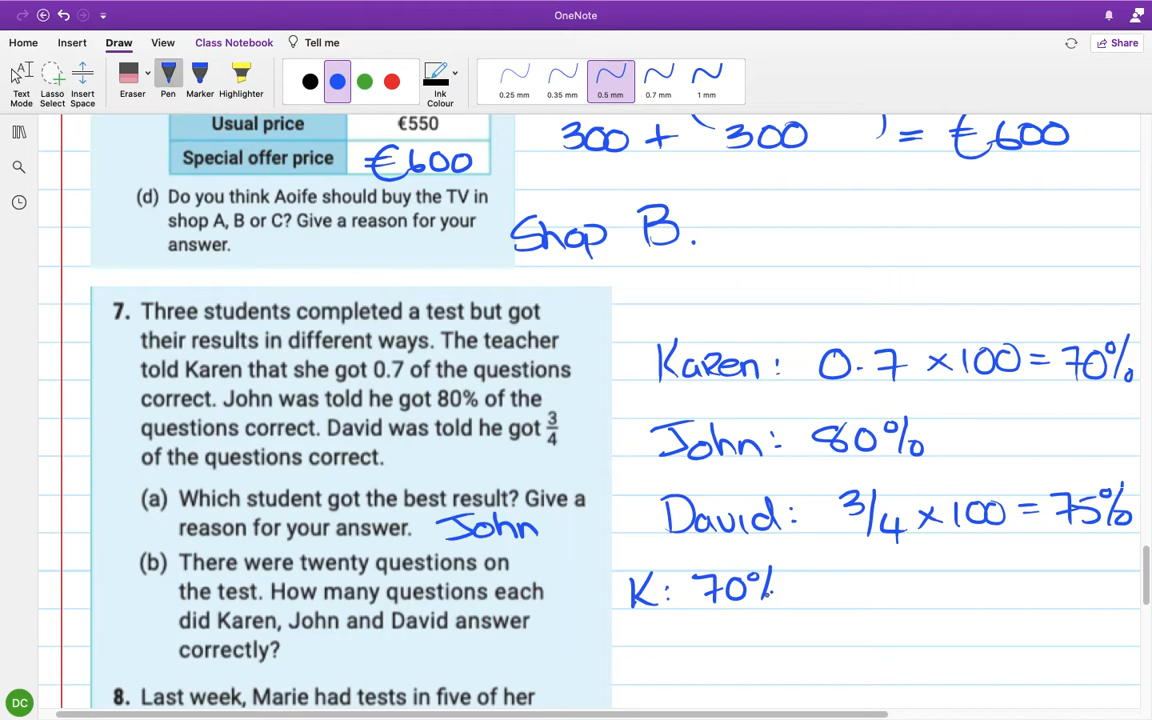 OneNote
Home Insert Draw View Class Notebook Tell me Share
Text Mode Lasso Select Insert Space Eraser Pen Marker Highlighter Ink Colour 0.25 mm 0.35 mm 0.5 mm 0.7 mm 1 mm
Usual price €550
Special offer price €600
300 + ( 300 ) = €600
(d) Do you think Aoife should buy the TV in
shop A, B or C? Give a reason for your
answer.
Shop B.
7. Three students completed a test but got
their results in different ways. The teacher
told Karen that she got 0.7 of the questions
correct. John was told he got 80% of the
questions correct. David was told he got 3/4
of the questions correct.
(a) Which student got the best result? Give a
reason for your answer. John
(b) There were twenty questions on
the test. How many questions each
did Karen, John and David answer
correctly?
8. Last week, Marie had tests in five of her
Karen: 0.7 ×100 = 70%
John: 80%
David: 3/4 ×100 = 75%
K: 70%
DC